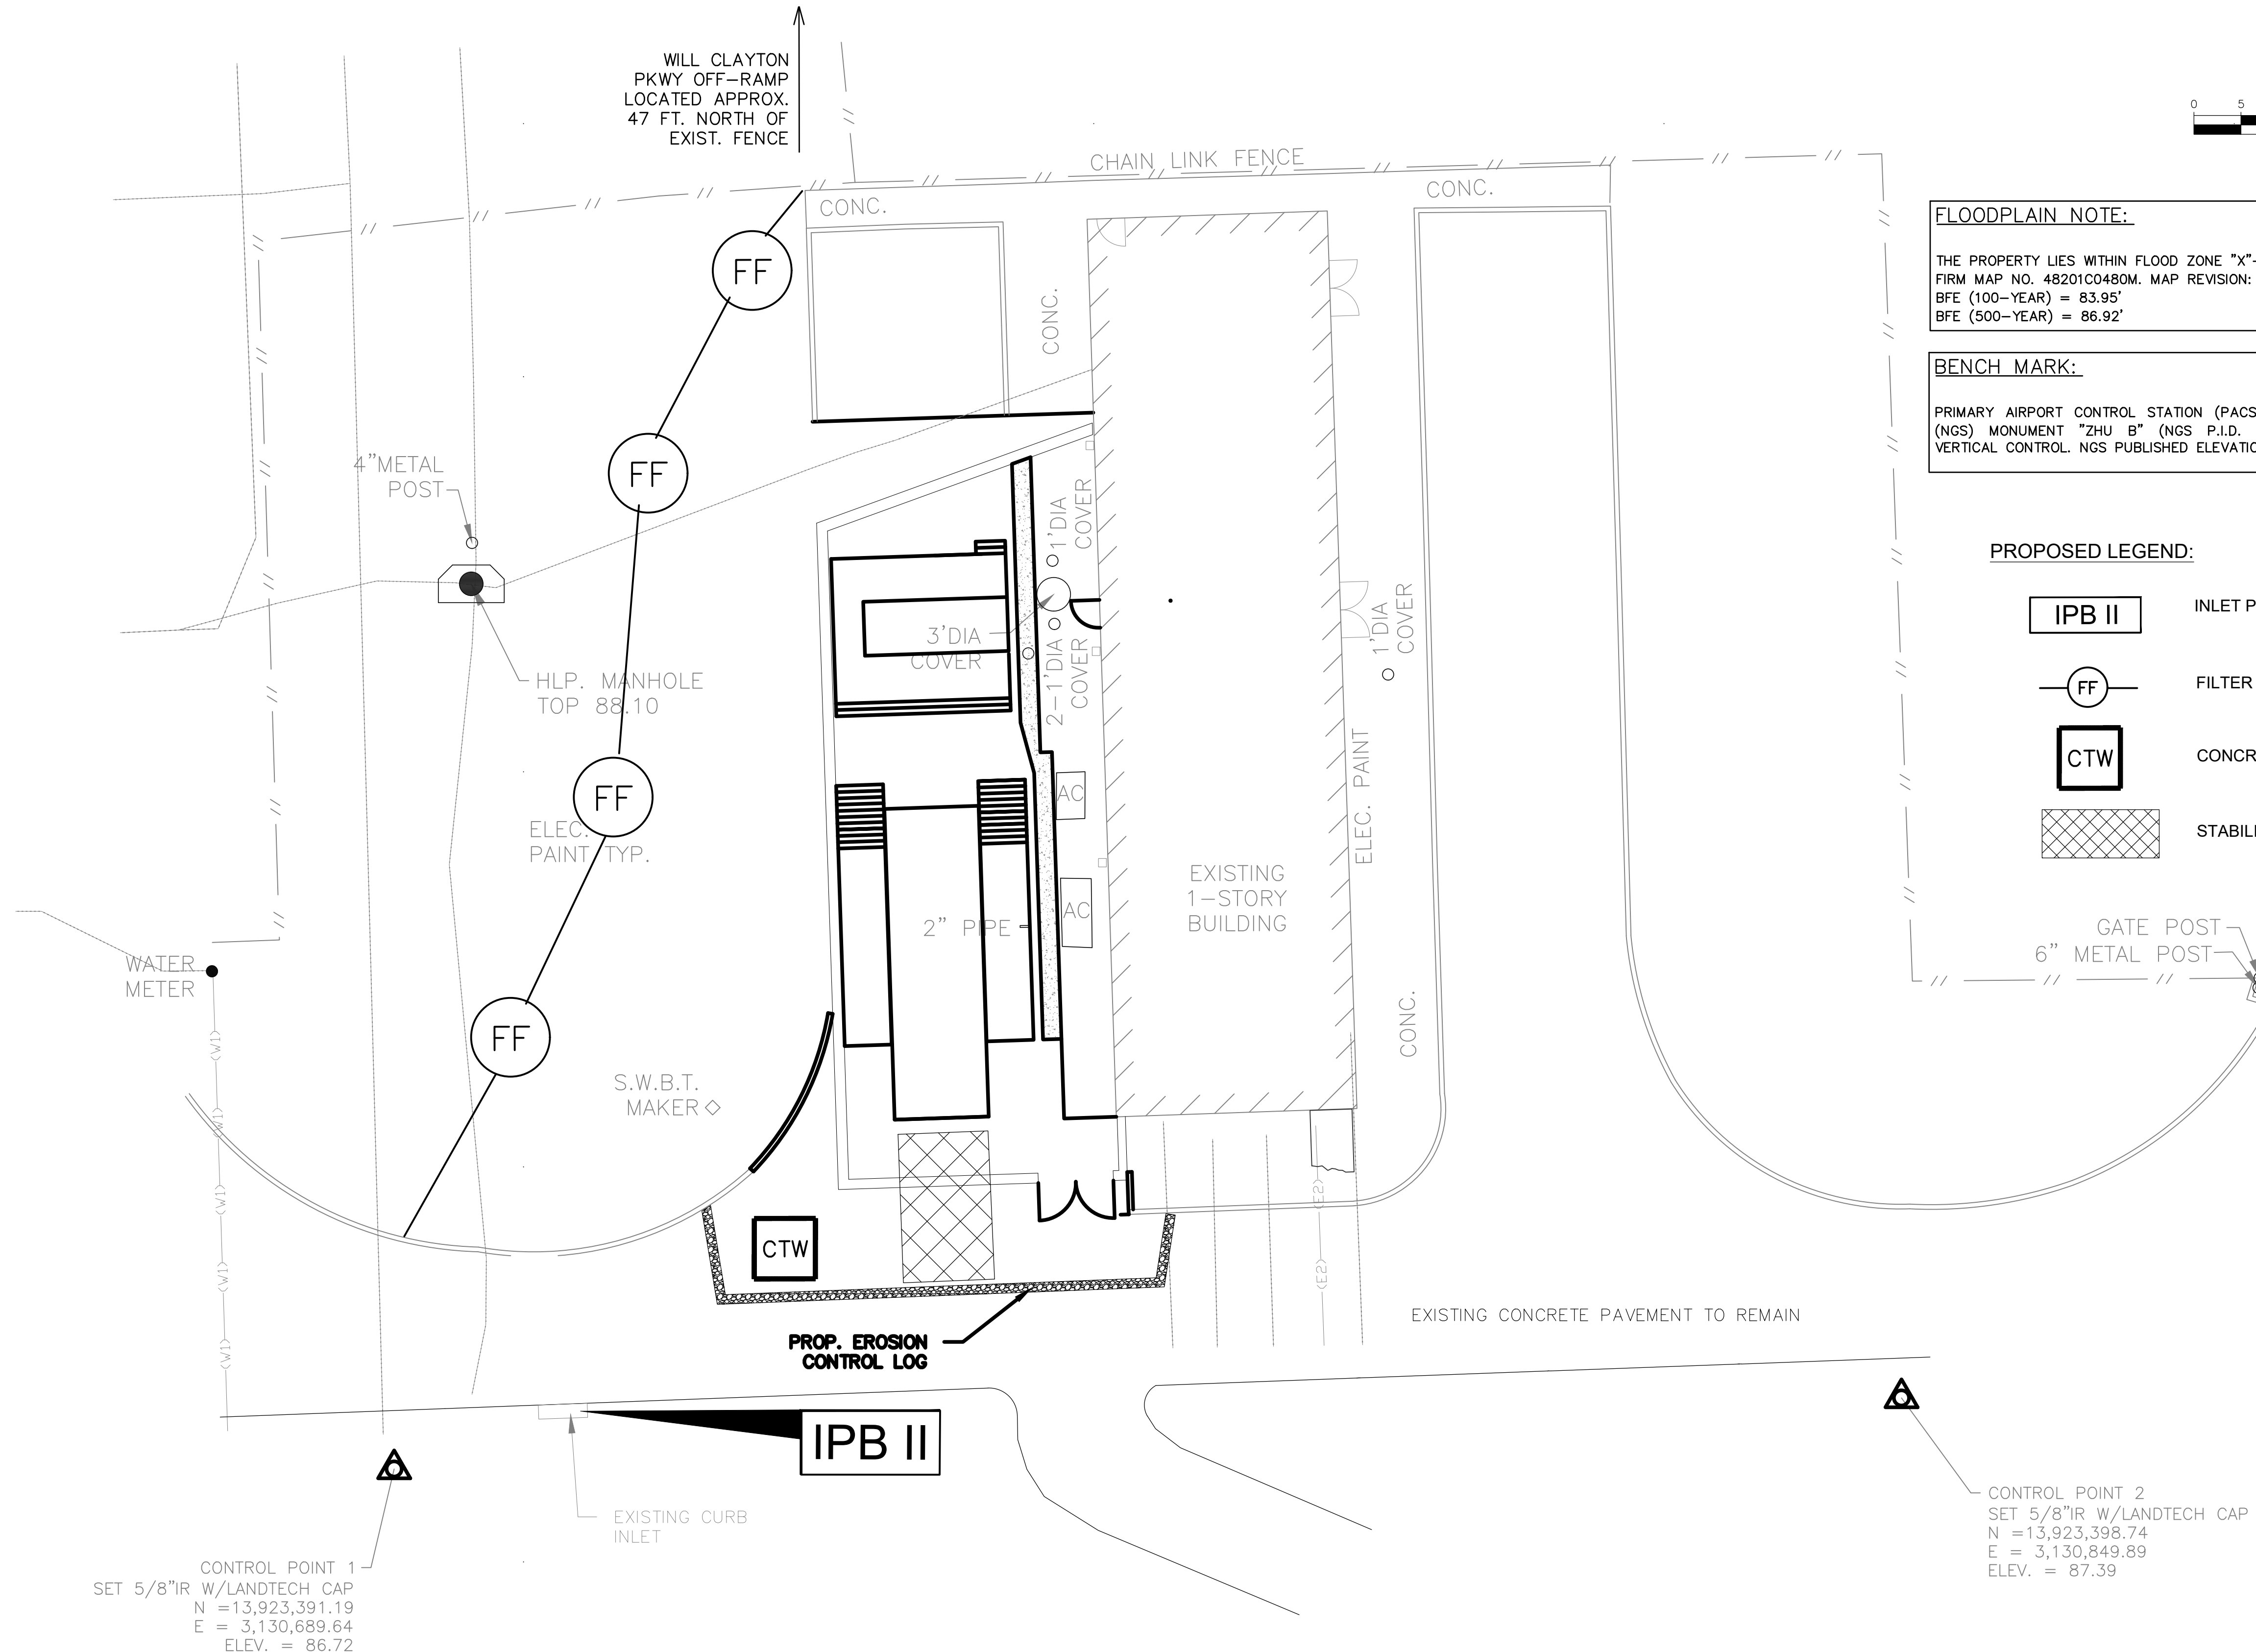 WILL CLAYTON
PKWY OFF-RAMP
LOCATED APPROX.
47 FT. NORTH OF
EXIST. FENCE
0 5
CHAIN LINK FENCE
CONC.
CONC.
CONC.
FF
FF
FF
FF
4"METAL
POST
HLP. MANHOLE
TOP 88.10
ELEC.
PAINT TYP.
WATER
METER
S.W.B.T.
MAKER
1'DIA
COVER
3'DIA
COVER
2-1'DIA
COVER
AC
AC
2" PIPE
EXISTING
1-STORY
BUILDING
ELEC. PAINT
1'DIA
COVER
CONC.
(W1)
(W1)
(W1)
(W1)
(W1)
(E2)
(E2)
CTW
PROP. EROSION
CONTROL LOG
EXISTING CONCRETE PAVEMENT TO REMAIN
IPB II
EXISTING CURB
INLET
CONTROL POINT 1
SET 5/8"IR W/LANDTECH CAP
N =13,923,391.19
E = 3,130,689.64
ELEV. = 86.72
CONTROL POINT 2
SET 5/8"IR W/LANDTECH CAP
N =13,923,398.74
E = 3,130,849.89
ELEV. = 87.39
FLOODPLAIN NOTE:
THE PROPERTY LIES WITHIN FLOOD ZONE "X"-
FIRM MAP NO. 48201C0480M. MAP REVISION:
BFE (100-YEAR) = 83.95'
BFE (500-YEAR) = 86.92'
BENCH MARK:
PRIMARY AIRPORT CONTROL STATION (PACS
(NGS) MONUMENT "ZHU B" (NGS P.I.D.
VERTICAL CONTROL. NGS PUBLISHED ELEVATIO
PROPOSED LEGEND:
IPB II INLET P
FF FILTER
CTW CONCR
STABILI
GATE POST
6" METAL POST